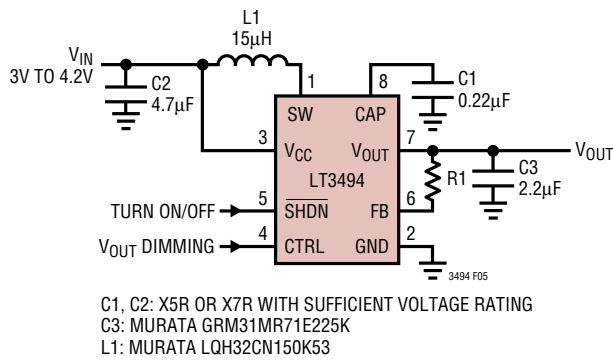 L1
15µH
VIN
3V TO 4.2V
C2
4.7µF
1
8
C1
0.22µF
SW
CAP
3
VCC
VOUT
7
VOUT
LT3494
R1
C3
2.2µF
TURN ON/OFF
5
SHDN
FB
6
VOUT DIMMING
4
CTRL
GND
2
3494 F05
C1, C2: X5R OR X7R WITH SUFFICIENT VOLTAGE RATING
C3: MURATA GRM31MR71E225K
L1: MURATA LQH32CN150K53